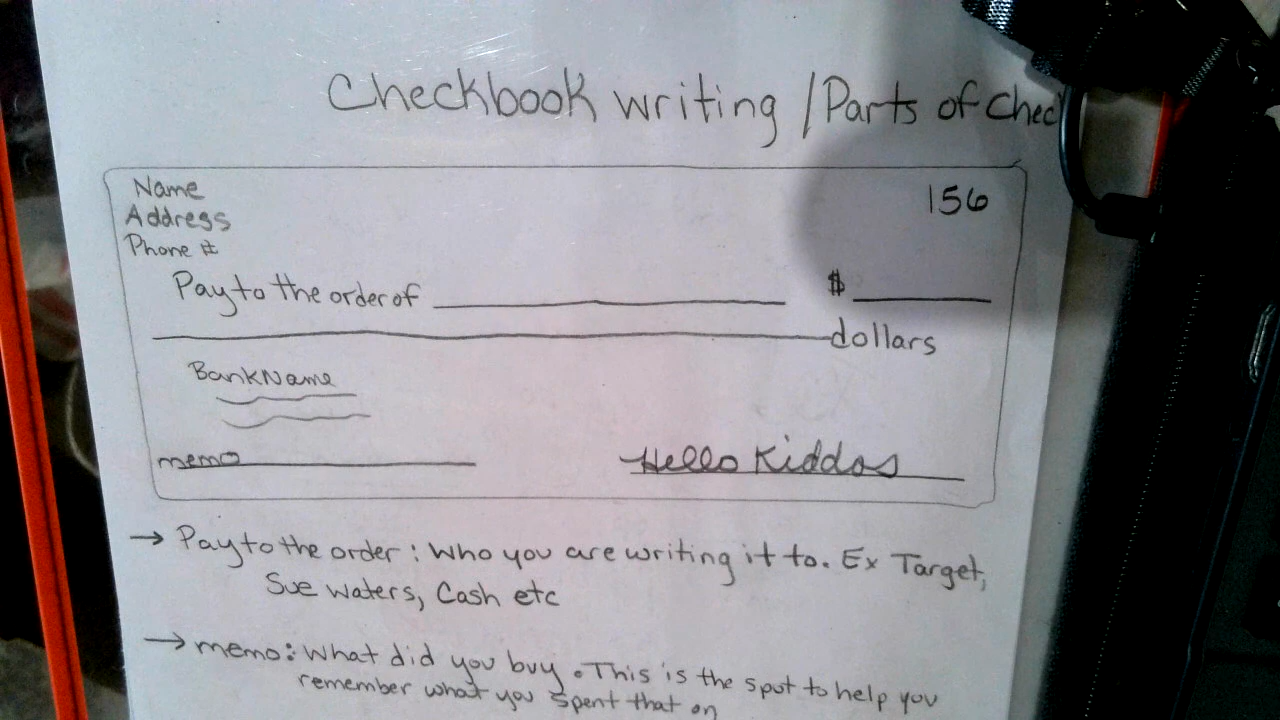 Checkbook writing / Parts of Chec
Name
156
Address
Phone #
Pay to the order of $
dollars
Bank Name
memo Hello Kiddos
→ Pay to the order : Who you are writing it to. Ex Target,
Sue Waters, Cash etc
→ memo: What did you buy. This is the spot to help you
remember what you spent that on